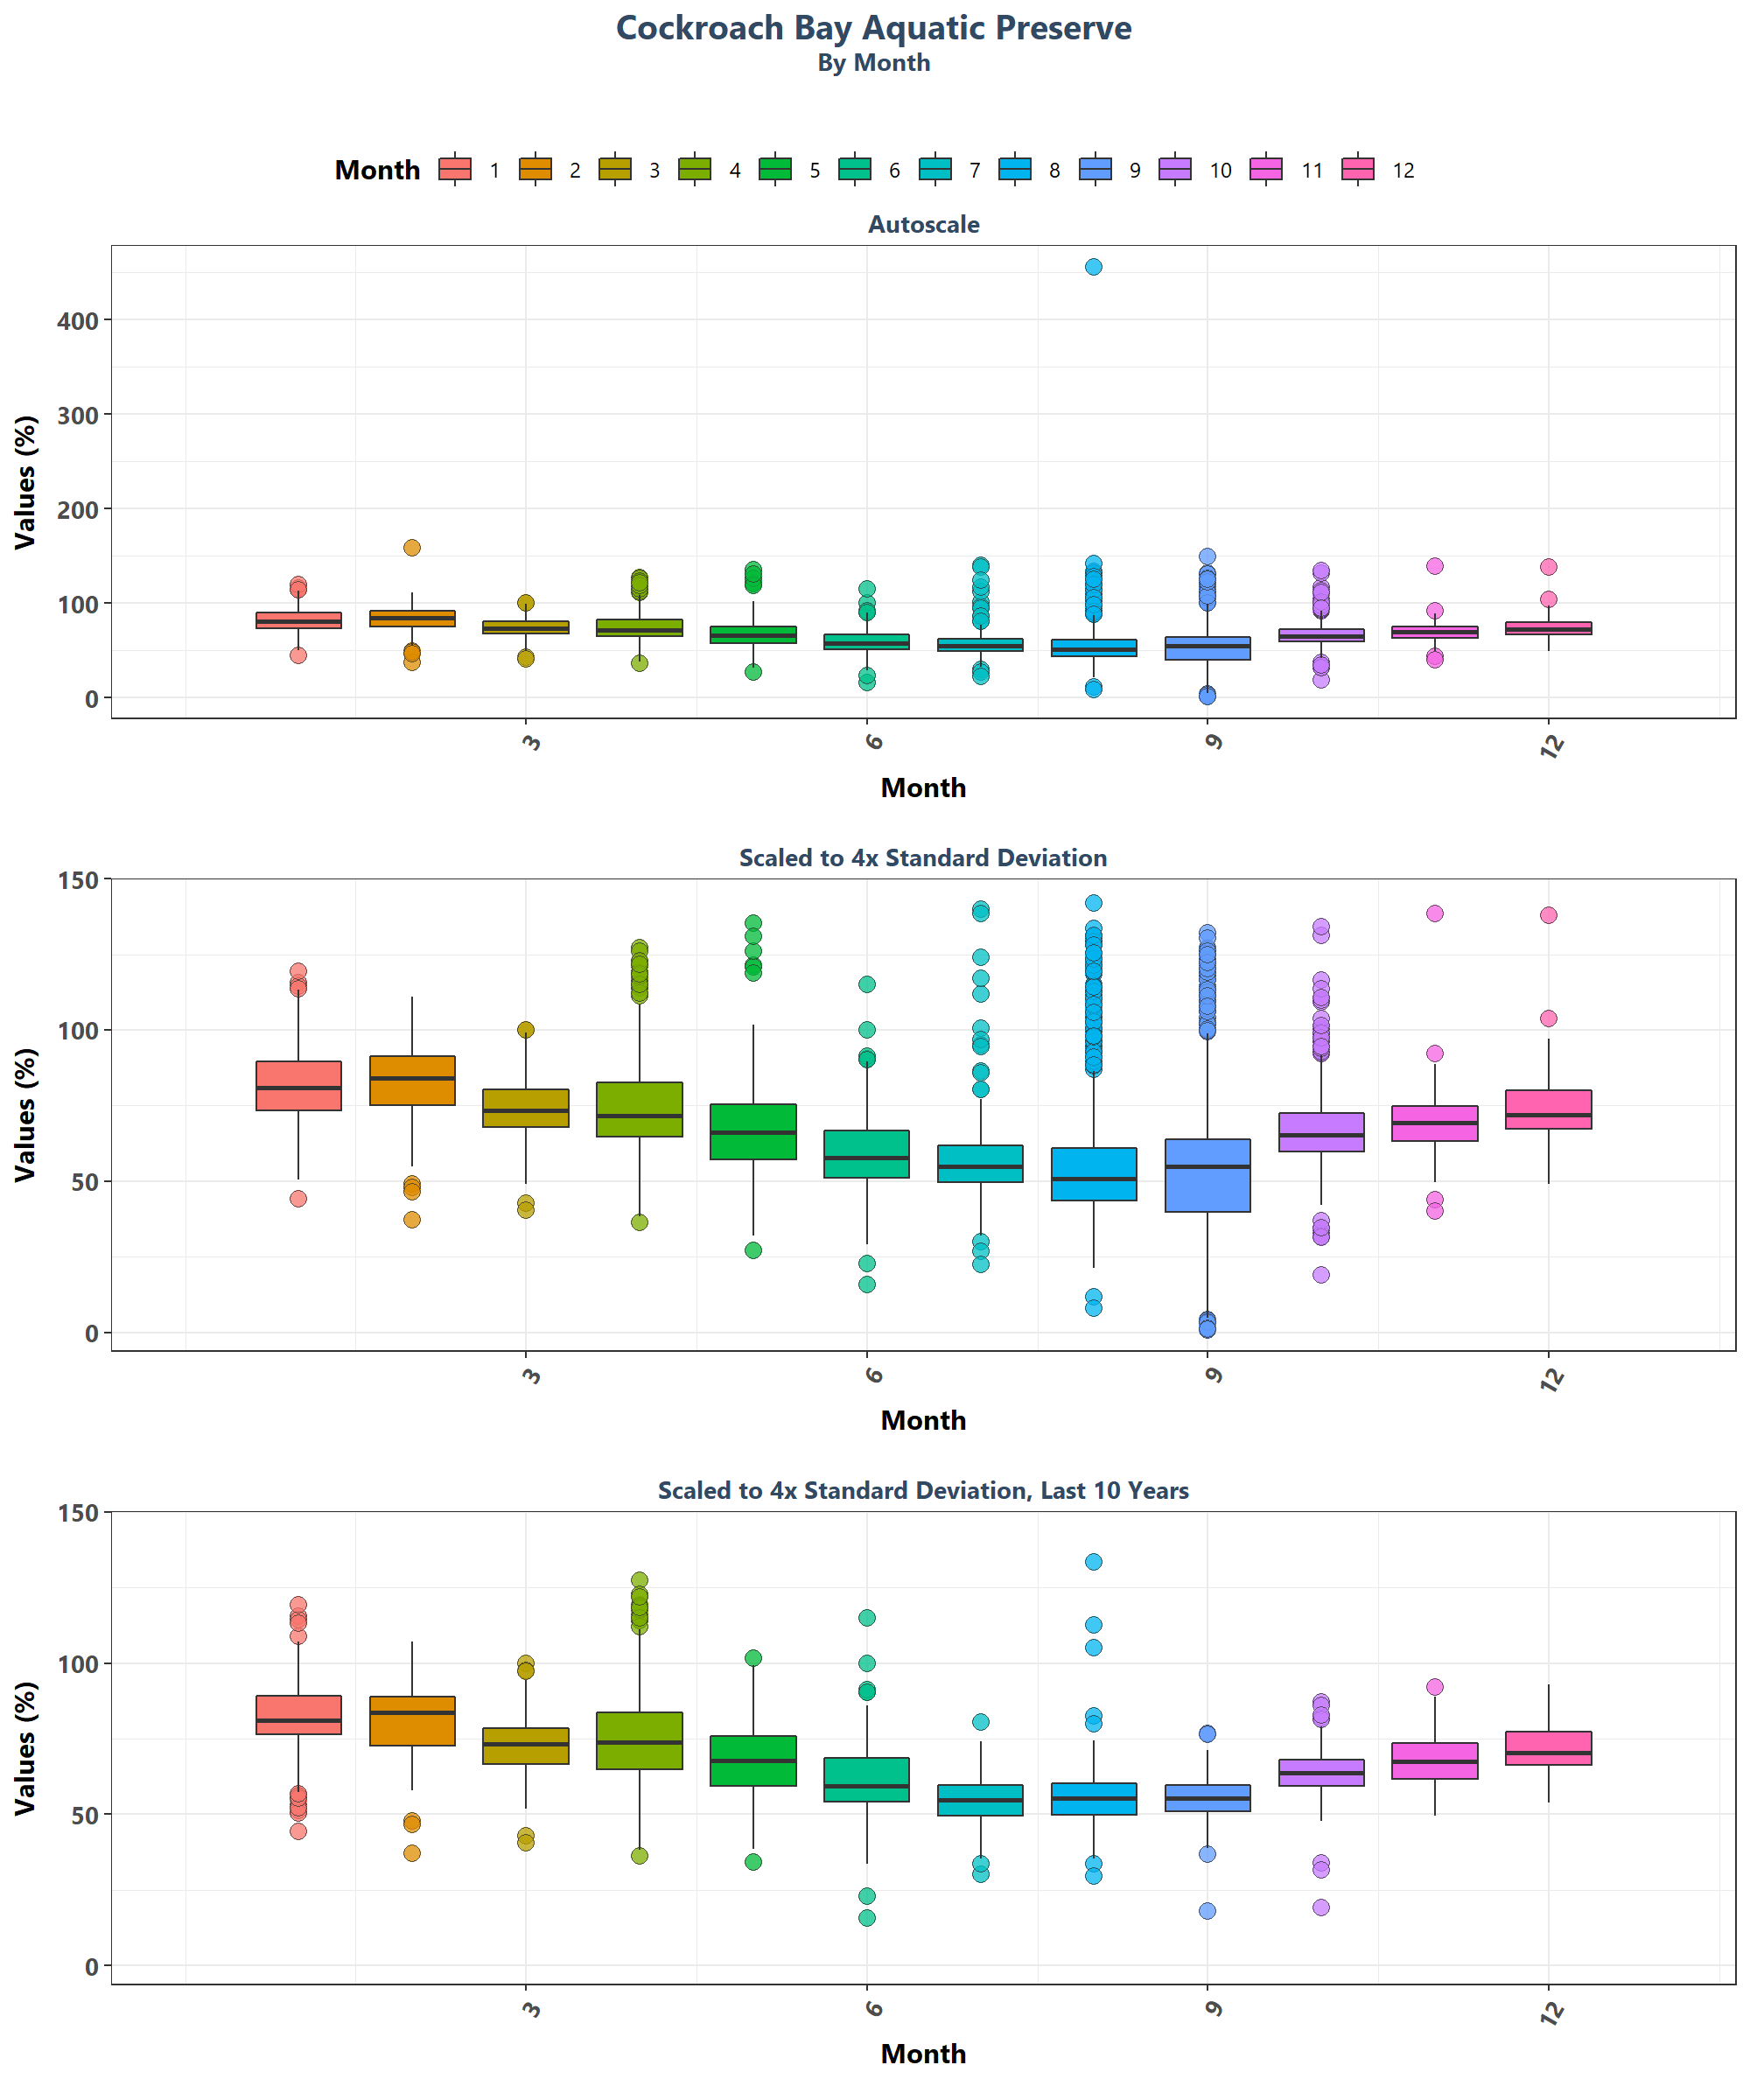 Cockroach Bay Aquatic Preserve
By Month
Month 1 2 3 4 5 6 7 8 9 10 11 12
Autoscale
Values (%)
400
300
200
100
0
3 6 9 12
Month
Scaled to 4x Standard Deviation
Values (%)
150
100
50
0
3 6 9 12
Month
Scaled to 4x Standard Deviation, Last 10 Years
Values (%)
150
100
50
0
3 6 9 12
Month